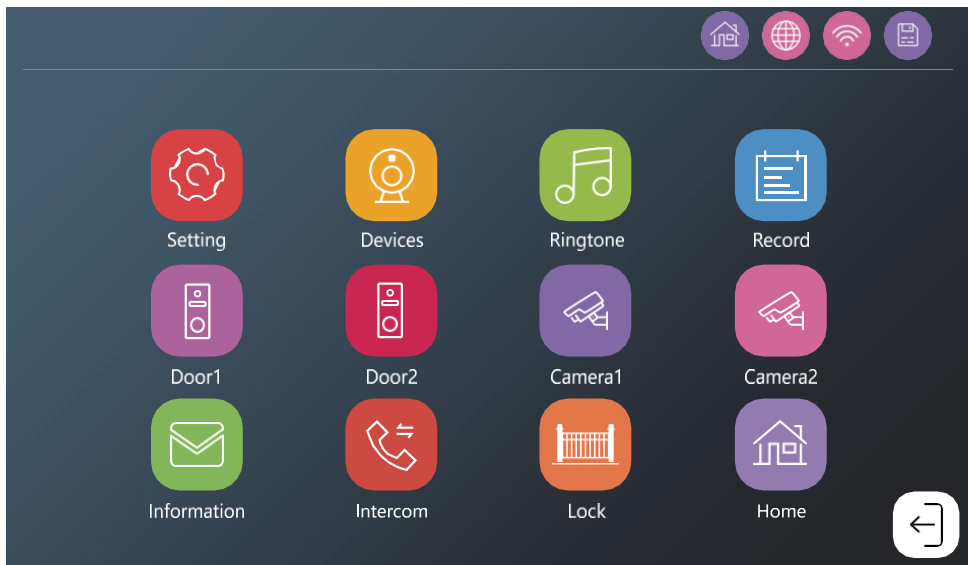 Setting
Devices
Ringtone
Record
Door1
Door2
Camera1
Camera2
Information
Intercom
Lock
Home